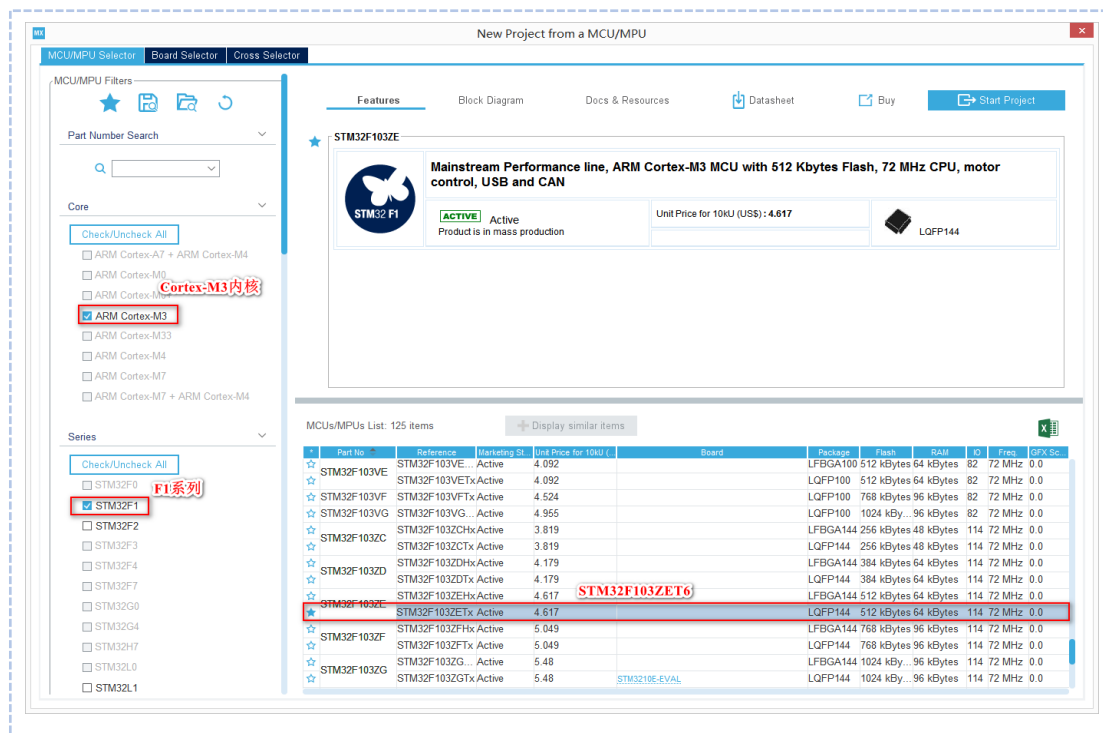 MX
New Project from a MCU/MPU
MCU/MPU Selector Board Selector Cross Selector
MCU/MPU Filters
Part Number Search
Core
Check/Uncheck All
ARM Cortex-A7 + ARM Cortex-M4
ARM Cortex-M0
ARM Cortex-M0+
Cortex-M3内核
ARM Cortex-M3
ARM Cortex-M33
ARM Cortex-M4
ARM Cortex-M7
ARM Cortex-M7 + ARM Cortex-M4
Series
Check/Uncheck All
STM32F0
F1系列
STM32F1
STM32F2
STM32F3
STM32F4
STM32F7
STM32G0
STM32G4
STM32H7
STM32L0
STM32L1
Features Block Diagram Docs & Resources Datasheet Buy Start Project
STM32F103ZE
STM32 F1
Mainstream Performance line, ARM Cortex-M3 MCU with 512 Kbytes Flash, 72 MHz CPU, motor
control, USB and CAN
ACTIVE Active
Product is in mass production
Unit Price for 10kU (US$) : 4.617
LQFP144
MCUs/MPUs List: 125 items
Display similar items
* Part No Reference Marketing St... Unit Price for 10kU (... Board Package Flash RAM IO Freq. GFX Sc...
STM32F103VE STM32F103VE... Active 4.092 LFBGA100 512 kBytes 64 kBytes 82 72 MHz 0.0
STM32F103VETx Active 4.092 LQFP100 512 kBytes 64 kBytes 82 72 MHz 0.0
STM32F103VF STM32F103VFTx Active 4.524 LQFP100 768 kBytes 96 kBytes 82 72 MHz 0.0
STM32F103VG STM32F103VG... Active 4.955 LQFP100 1024 kBy... 96 kBytes 82 72 MHz 0.0
STM32F103ZC STM32F103ZCHx Active 3.819 LFBGA144 256 kBytes 48 kBytes 114 72 MHz 0.0
STM32F103ZCTx Active 3.819 LQFP144 256 kBytes 48 kBytes 114 72 MHz 0.0
STM32F103ZD STM32F103ZDHx Active 4.179 LFBGA144 384 kBytes 64 kBytes 114 72 MHz 0.0
STM32F103ZDTx Active 4.179 LQFP144 384 kBytes 64 kBytes 114 72 MHz 0.0
STM32F103ZE STM32F103ZEHx Active 4.617 LFBGA144 512 kBytes 64 kBytes 114 72 MHz 0.0
STM32F103ZET6
STM32F103ZETx Active 4.617 LQFP144 512 kBytes 64 kBytes 114 72 MHz 0.0
STM32F103ZF STM32F103ZFHx Active 5.049 LFBGA144 768 kBytes 96 kBytes 114 72 MHz 0.0
STM32F103ZFTx Active 5.049 LQFP144 768 kBytes 96 kBytes 114 72 MHz 0.0
STM32F103ZG STM32F103ZG... Active 5.48 LFBGA144 1024 kBy... 96 kBytes 114 72 MHz 0.0
STM32F103ZGTx Active 5.48 STM3210E-EVAL LQFP144 1024 kBy... 96 kBytes 114 72 MHz 0.0